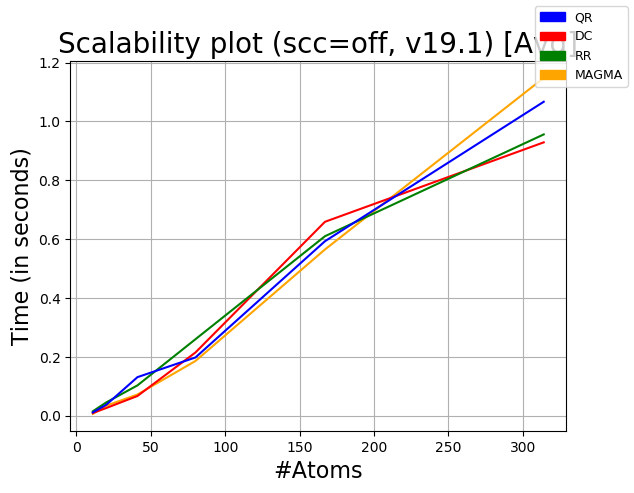 Scalability plot (scc=off, v19.1) [Avg]
QR
DC
RR
MAGMA
1.2
1.0
0.8
0.6
0.4
0.2
0.0
Time (in seconds)
0 50 100 150 200 250 300
#Atoms